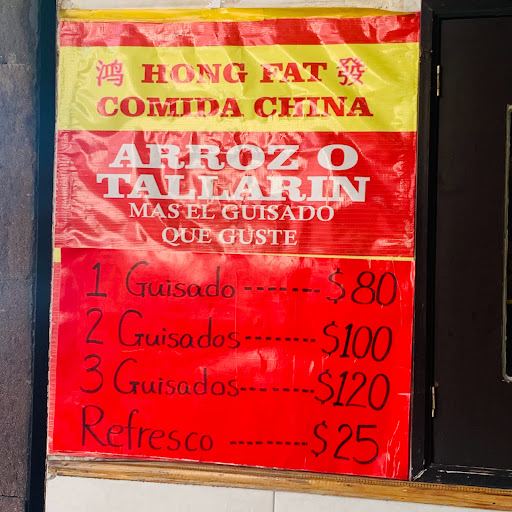 鸿 HONG FAT 發
COMIDA CHINA
ARROZ O
TALLARIN
MAS EL GUISADO
QUE GUSTE
1 Guisado ------- $80
2 Guisados ------- $100
3 Guisados ------- $120
Refresco -------- $25